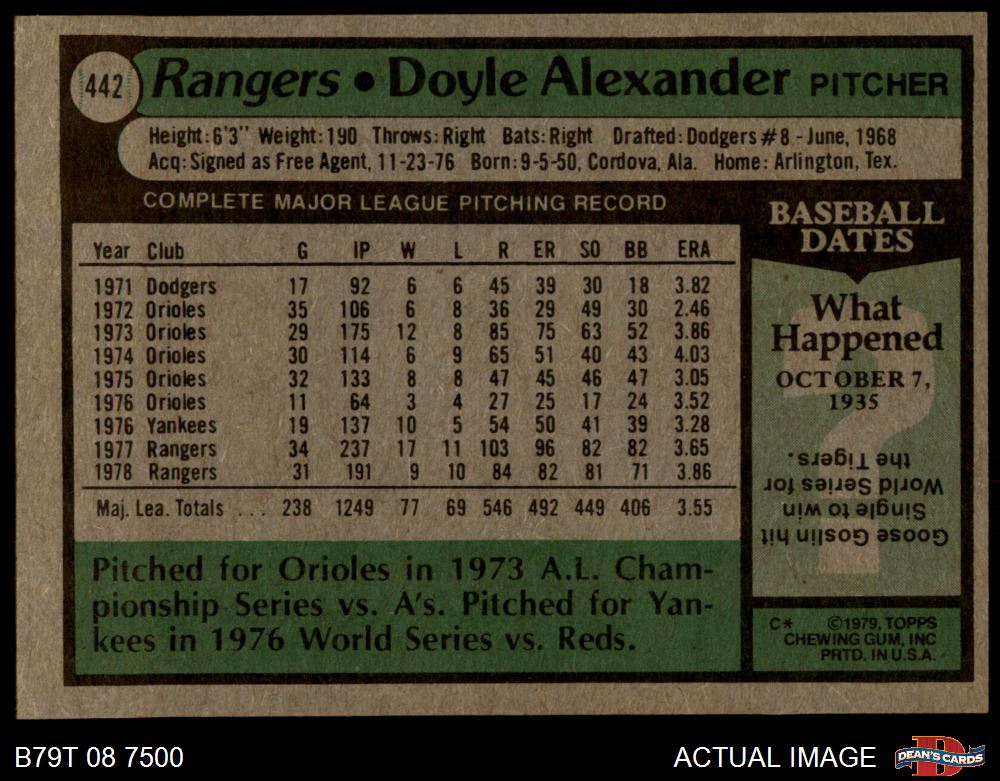 442 Rangers • Doyle Alexander PITCHER
Height:6'3" Weight:190 Throws:Right Bats:Right Drafted:Dodgers #8 - June, 1968
Acq:Signed as Free Agent, 11-23-76 Born:9-5-50, Cordova, Ala. Home: Arlington, Tex.
COMPLETE MAJOR LEAGUE PITCHING RECORD
Year Club G IP W L R ER SO BB ERA
1971 Dodgers 17 92 6 6 45 39 30 18 3.82
1972 Orioles 35 106 6 8 36 29 49 30 2.46
1973 Orioles 29 175 12 8 85 75 63 52 3.86
1974 Orioles 30 114 6 9 65 51 40 43 4.03
1975 Orioles 32 133 8 8 47 45 46 47 3.05
1976 Orioles 11 64 3 4 27 25 17 24 3.52
1976 Yankees 19 137 10 5 54 50 41 39 3.28
1977 Rangers 34 237 17 11 103 96 82 82 3.65
1978 Rangers 31 191 9 10 84 82 81 71 3.86
Maj. Lea. Totals ... 238 1249 77 69 546 492 449 406 3.55
Pitched for Orioles in 1973 A.L. Cham-
pionship Series vs. A's. Pitched for Yan-
kees in 1976 World Series vs. Reds.
BASEBALL
DATES
What
Happened
OCTOBER 7,
1935
Goose Goslin hit
Single to win
World Series for
the Tigers.
C* ©1979, TOPPS
CHEWING GUM, INC
PRTD. IN U.S.A.
B79T 08 7500
ACTUAL IMAGE
D
DEAN'S CARDS